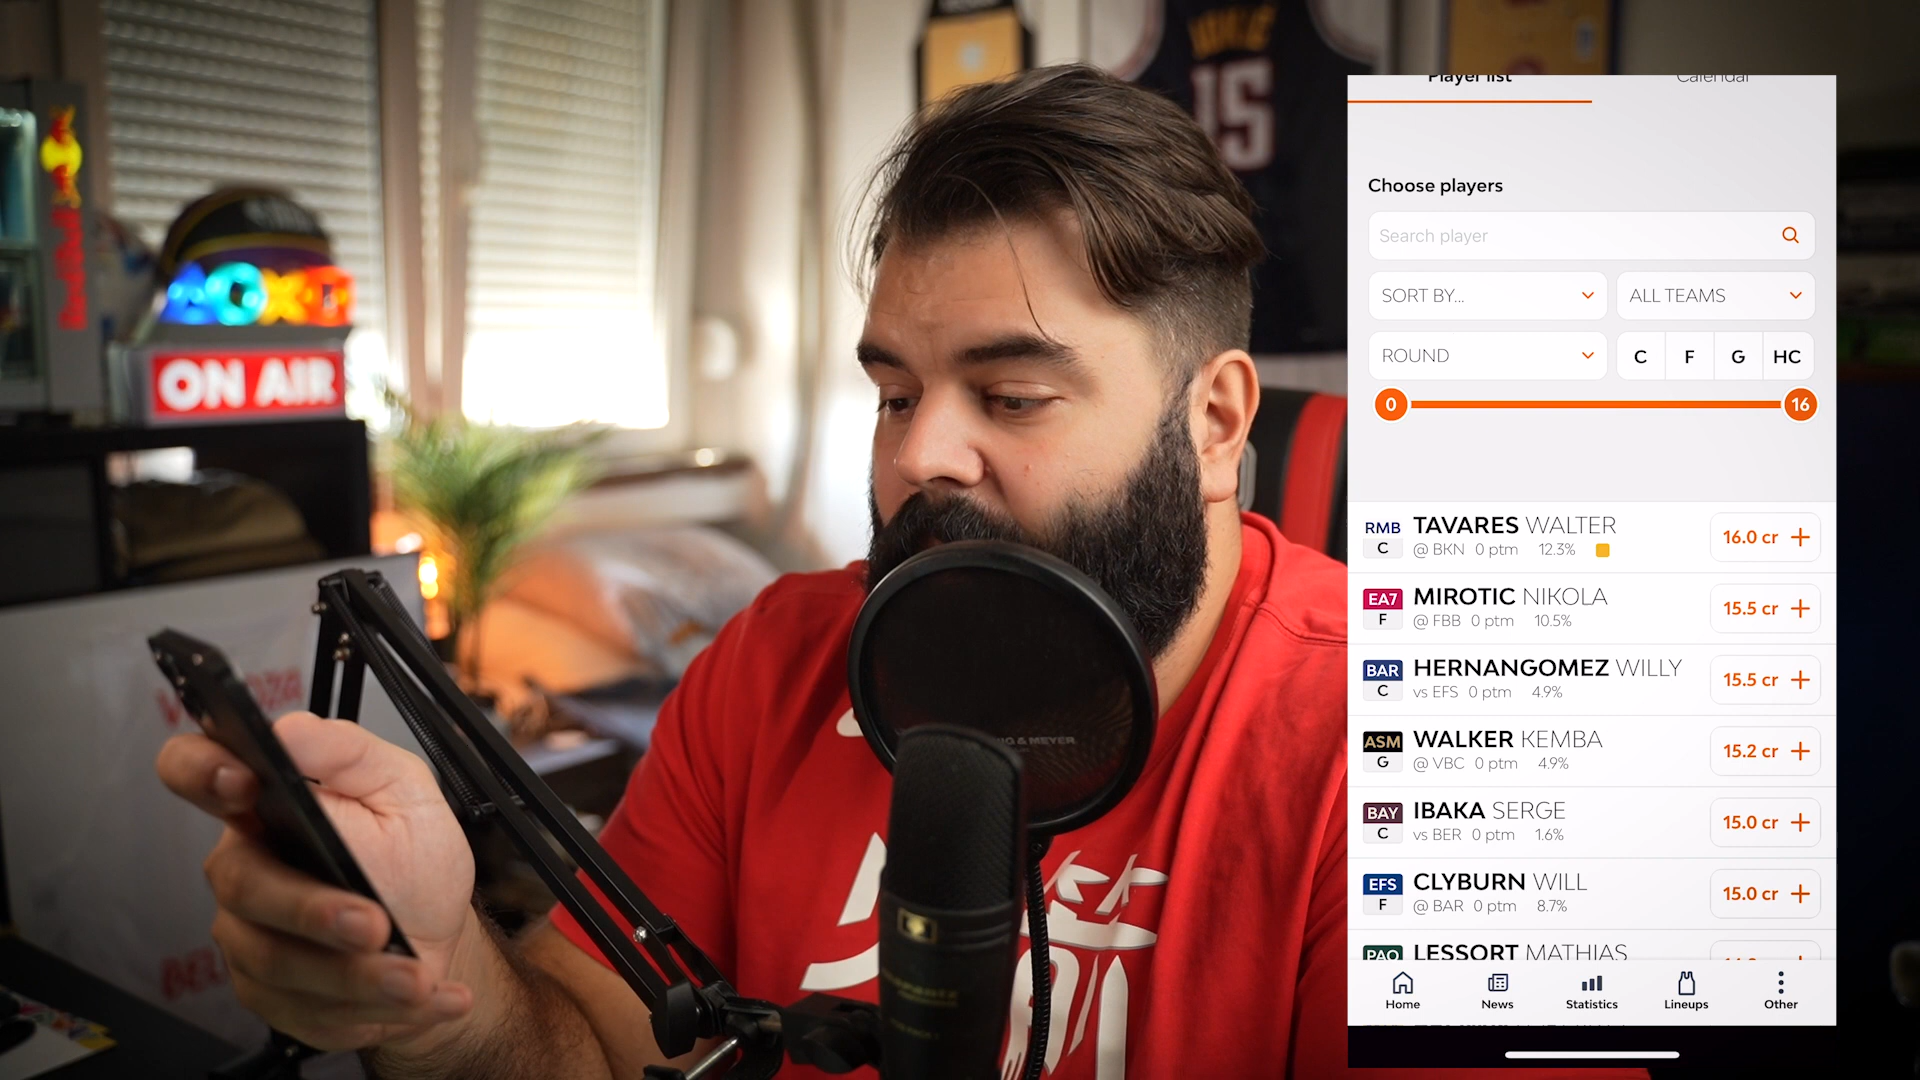 15
ON AIR
Player list
Calendar
Choose players
Search player
SORT BY...
ALL TEAMS
ROUND
C F G HC
0
16
RMB TAVARES WALTER
C @ BKN 0 ptm 12.3%
16.0 cr +
EA7 MIROTIC NIKOLA
F @ FBB 0 ptm 10.5%
15.5 cr +
BAR HERNANGOMEZ WILLY
C vs EFS 0 ptm 4.9%
15.5 cr +
ASM WALKER KEMBA
G @ VBC 0 ptm 4.9%
15.2 cr +
BAY IBAKA SERGE
C vs BER 0 ptm 1.6%
15.0 cr +
EFS CLYBURN WILL
F @ BAR 0 ptm 8.7%
15.0 cr +
PAO LESSORT MATHIAS
Home News Statistics Lineups Other
& MEYER